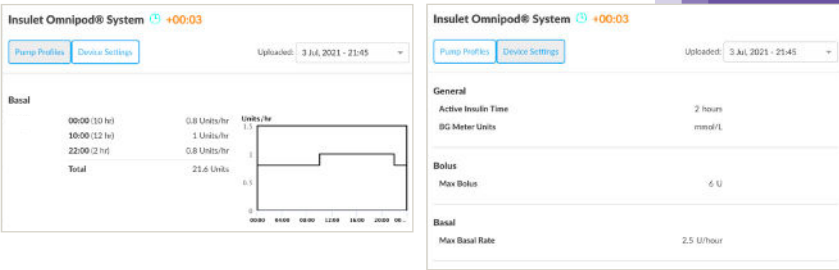 Insulet Omnipod® System +00:03
Pump Profiles Device Settings Uploaded: 3 Jul, 2021 - 21:45
Basal
00:00 (10 hr) 0.8 Units/hr
10:00 (12 hr) 1 Units/hr
22:00 (2 hr) 0.8 Units/hr
Total 21.6 Units
Units/hr
1.5
1
0.5
0
00:00 04:00 08:00 12:00 16:00 20:00 00...
Insulet Omnipod® System +00:03
Pump Profiles Device Settings Uploaded: 3 Jul, 2021 - 21:45
General
Active Insulin Time 2 hours
BG Meter Units mmol/L
Bolus
Max Bolus 6 U
Basal
Max Basal Rate 2.5 U/hour